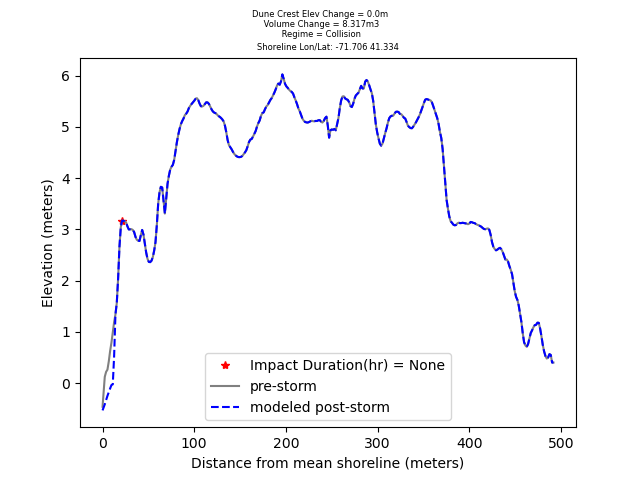 Dune Crest Elev Change = 0.0m
Volume Change = 8.317m3
Regime = Collision
Shoreline Lon/Lat: -71.706 41.334
6
5
4
3
2
1
0
Elevation (meters)
Impact Duration(hr) = None
pre-storm
modeled post-storm
0 100 200 300 400 500
Distance from mean shoreline (meters)